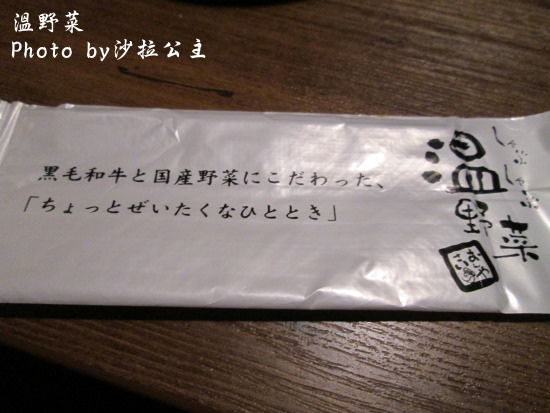 溫野菜
Photo by沙拉公主
黒毛和牛と国産野菜にこだわった、
「ちょっとぜいたくなひととき」
しゃぶしゃぶ
温野菜